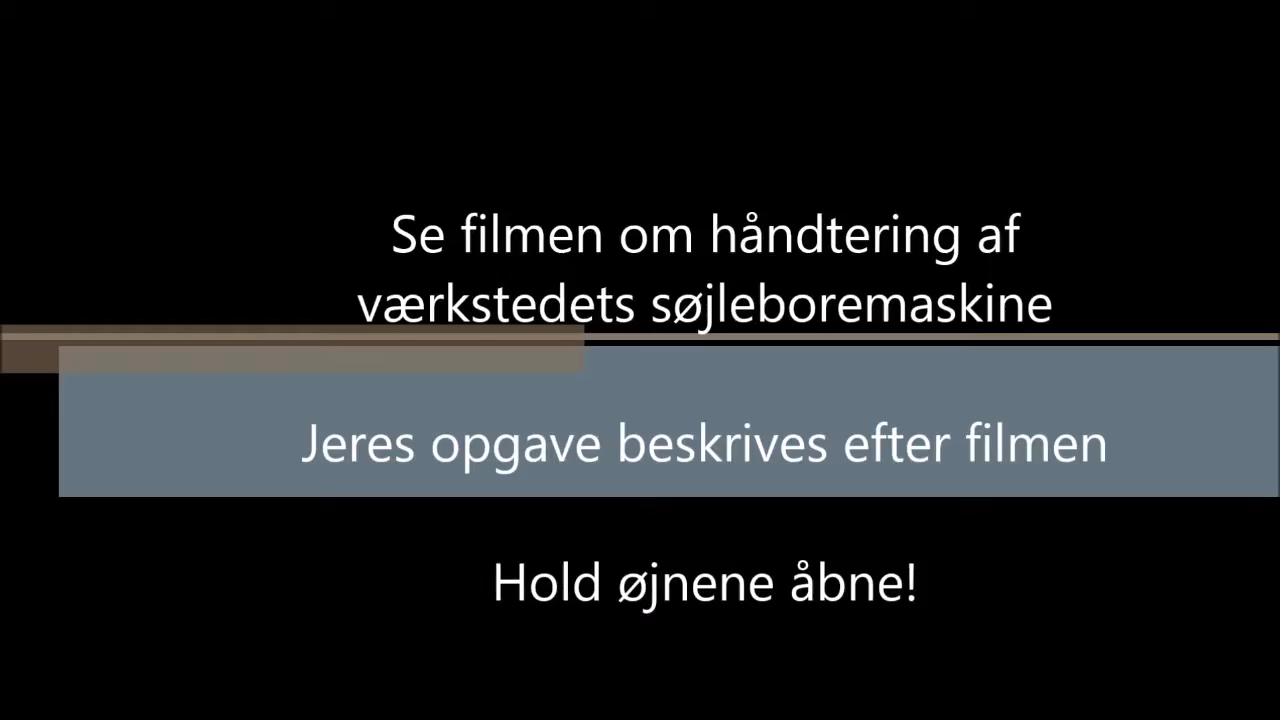 Se filmen om håndtering af
værkstedets søjleboremaskine
Jeres opgave beskrives efter filmen
Hold øjnene åbne!